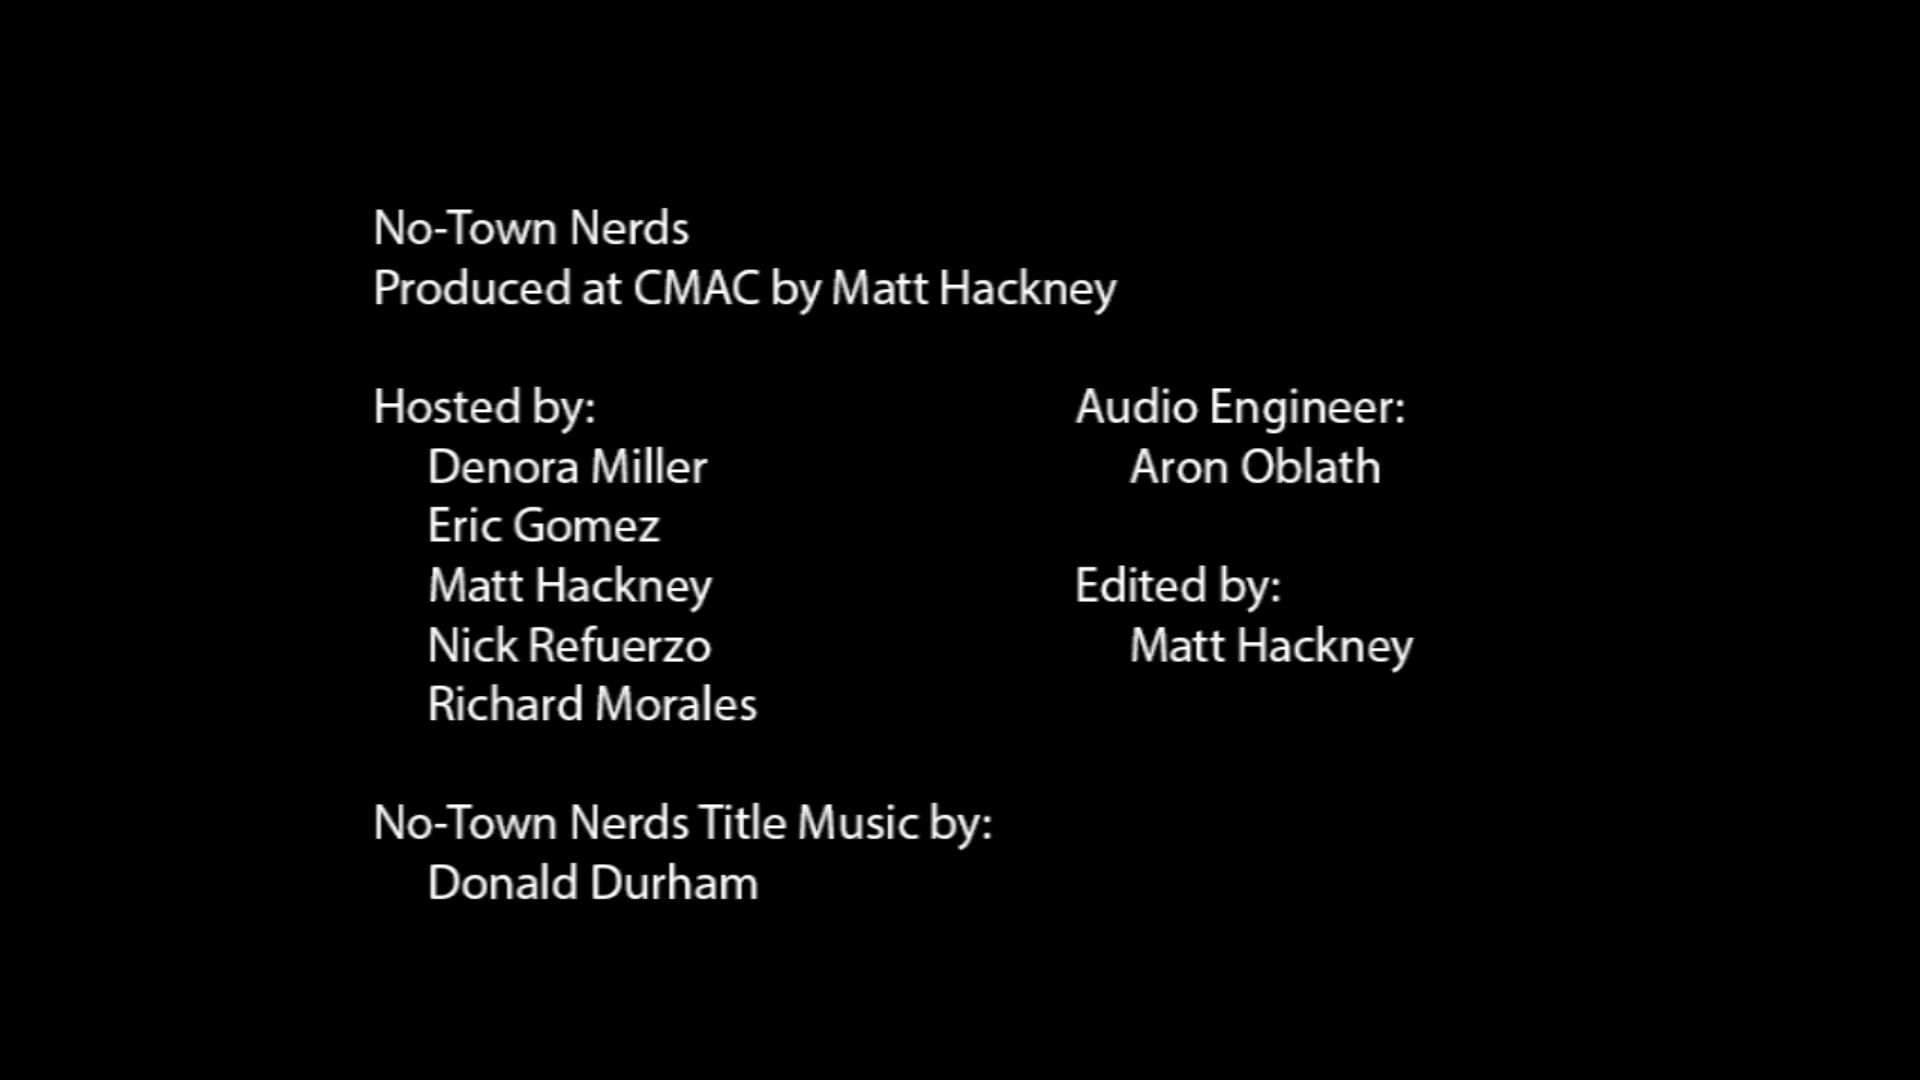 No-Town Nerds
Produced at CMAC by Matt Hackney
Hosted by:
Denora Miller
Eric Gomez
Matt Hackney
Nick Refuerzo
Richard Morales
Audio Engineer:
Aron Oblath
Edited by:
Matt Hackney
No-Town Nerds Title Music by:
Donald Durham